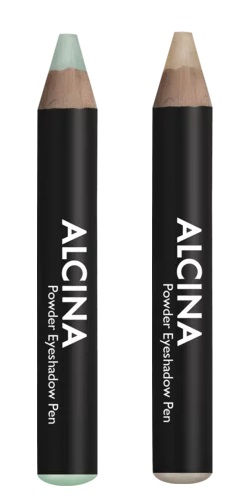 ALCINA
Powder Eyeshadow Pen
ALCINA
Powder Eyeshadow Pen